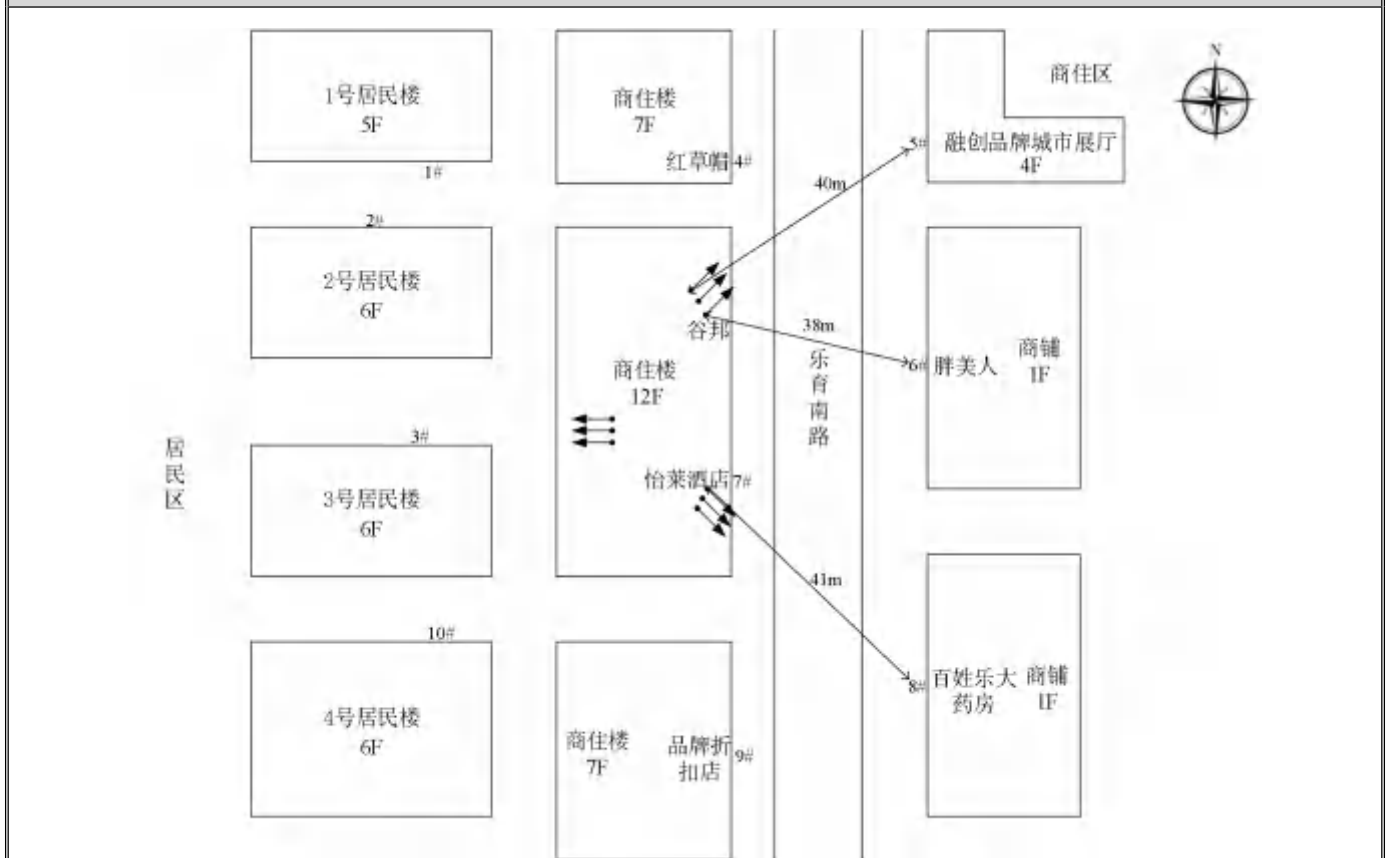 1号居民楼
5F
1#
商住楼
7F
红草帽 4#
商住区
N
5# 融创品牌城市展厅
4F
40m
2#
2号居民楼
6F
谷邦
38m
6# 胖美人
商铺
1F
商住楼
12F
乐育南路
居民区
3#
3号居民楼
6F
怡莱酒店 7#
41m
10#
4号居民楼
6F
商住楼
7F
品牌折
扣店
9#
8# 百姓乐大
药房
商铺
1F